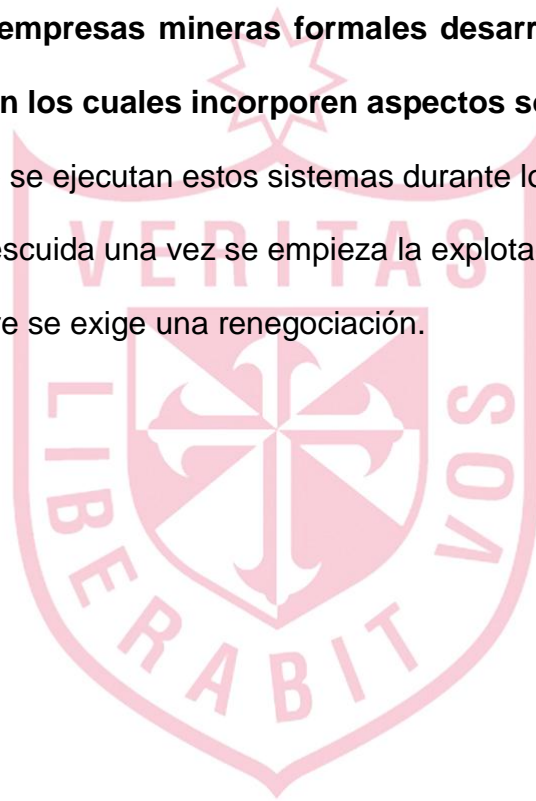 empresas mineras formales desarr
n los cuales incorporen aspectos s
se ejecutan estos sistemas durante lo
escuida una vez se empieza la explota
e se exige una renegociación.
VERITAS
LIBERABIT VOS